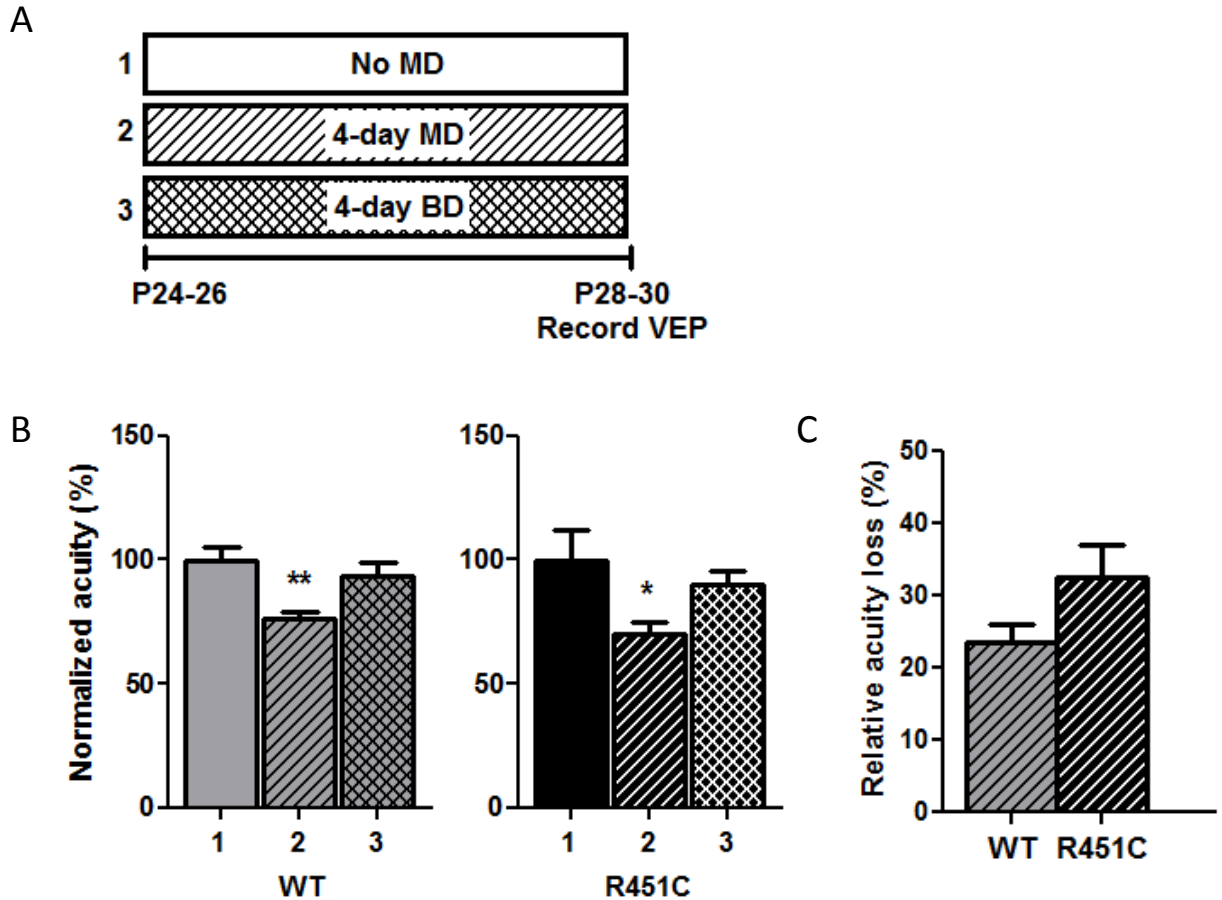 A
1 No MD
2 4-day MD
3 4-day BD
P24-26 P28-30
Record VEP
B
Normalized acuity (%)
150
100
50
0
**
1 2 3
WT
150
100
50
0
*
1 2 3
R451C
C
Relative acuity loss (%)
50
40
30
20
10
0
WT R451C